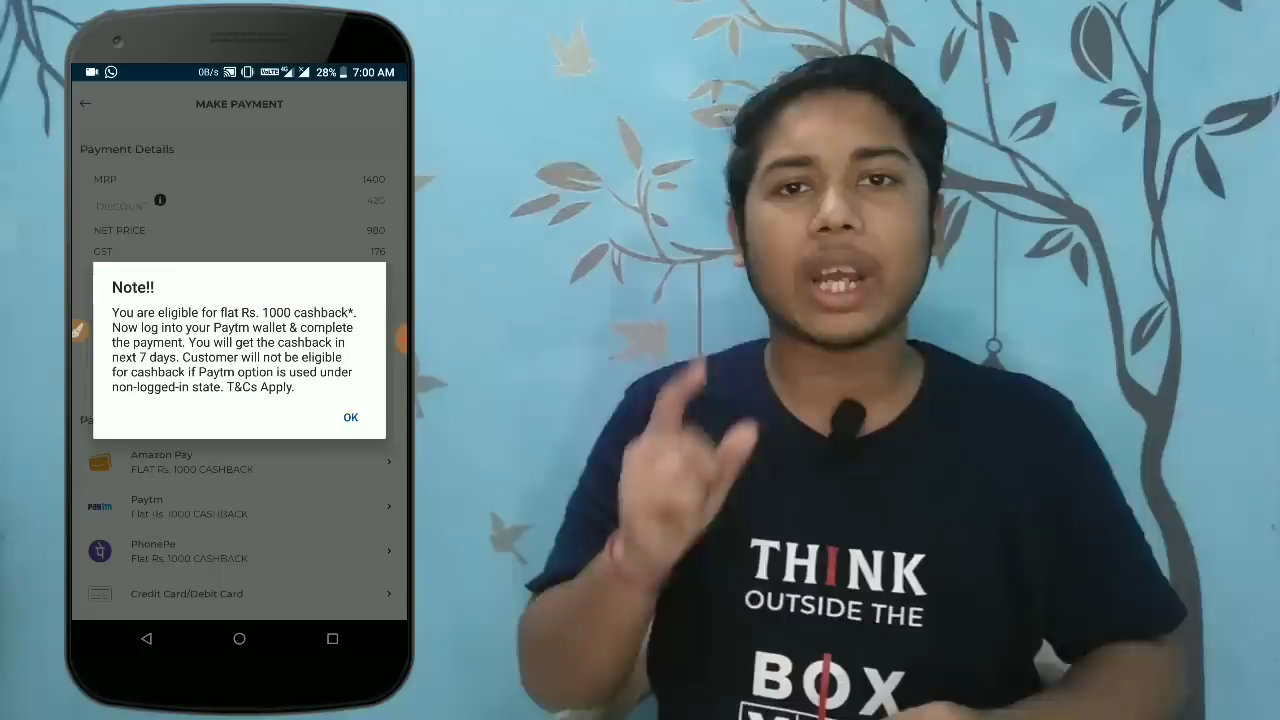 0B/s VoLTE 4G 28% 7:00 AM
MAKE PAYMENT
Payment Details
MRP 1400
DISCOUNT 420
NET PRICE 980
GST 176
Note!!
You are eligible for flat Rs. 1000 cashback*.
Now log into your Paytm wallet & complete
the payment. You will get the cashback in
next 7 days. Customer will not be eligible
for cashback if Paytm option is used under
non-logged-in state. T&Cs Apply.
OK
Amazon Pay
FLAT Rs. 1000 CASHBACK
paytm
Paytm
Flat Rs. 1000 CASHBACK
PhonePe
Flat Rs. 1000 CASHBACK
Credit Card/Debit Card
THINK
OUTSIDE THE
BOX